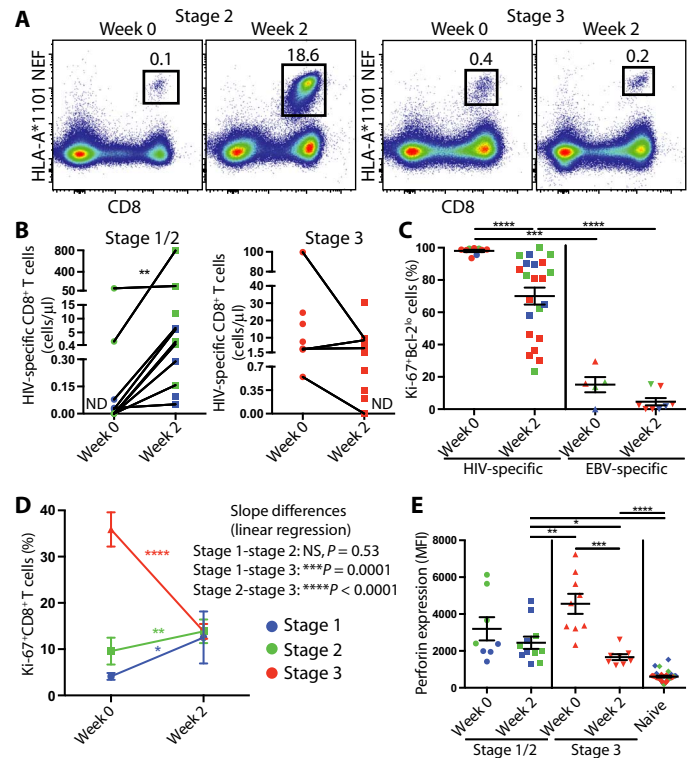 A
Stage 2
Stage 3
Week 0
Week 2
Week 0
Week 2
0.1
18.6
0.4
0.2
HLA-A*1101 NEF
HLA-A*1101 NEF
CD8
CD8
B
Stage 1/2
Stage 3
HIV-specific CD8⁺ T cells
(cells/μl)
800
400
50
15
10
5
0.4
0.30
0.15
0.00
**
ND
Week 0
Week 2
HIV-specific CD8⁺ T cells
(cells/μl)
100
80
60
40
30
20
10
1.5
0.7
0.35
0.00
ND
Week 0
Week 2
C
****
****
***
Ki-67⁺Bcl-2ˡᵒ cells (%)
100
80
60
40
20
0
Week 0
Week 2
Week 0
Week 2
HIV-specific
EBV-specific
D
Ki-67⁺CD8⁺ T cells (%)
40
30
20
10
0
****
**
*
Week 0
Week 2
Slope differences
(linear regression)
Stage 1-stage 2: NS, P = 0.53
Stage 1-stage 3: ***P = 0.0001
Stage 2-stage 3: ****P < 0.0001
Stage 1
Stage 2
Stage 3
E
****
*
**
***
Perforin expression (MFI)
8000
6000
4000
2000
0
Week 0
Week 2
Week 0
Week 2
Naive
Stage 1/2
Stage 3